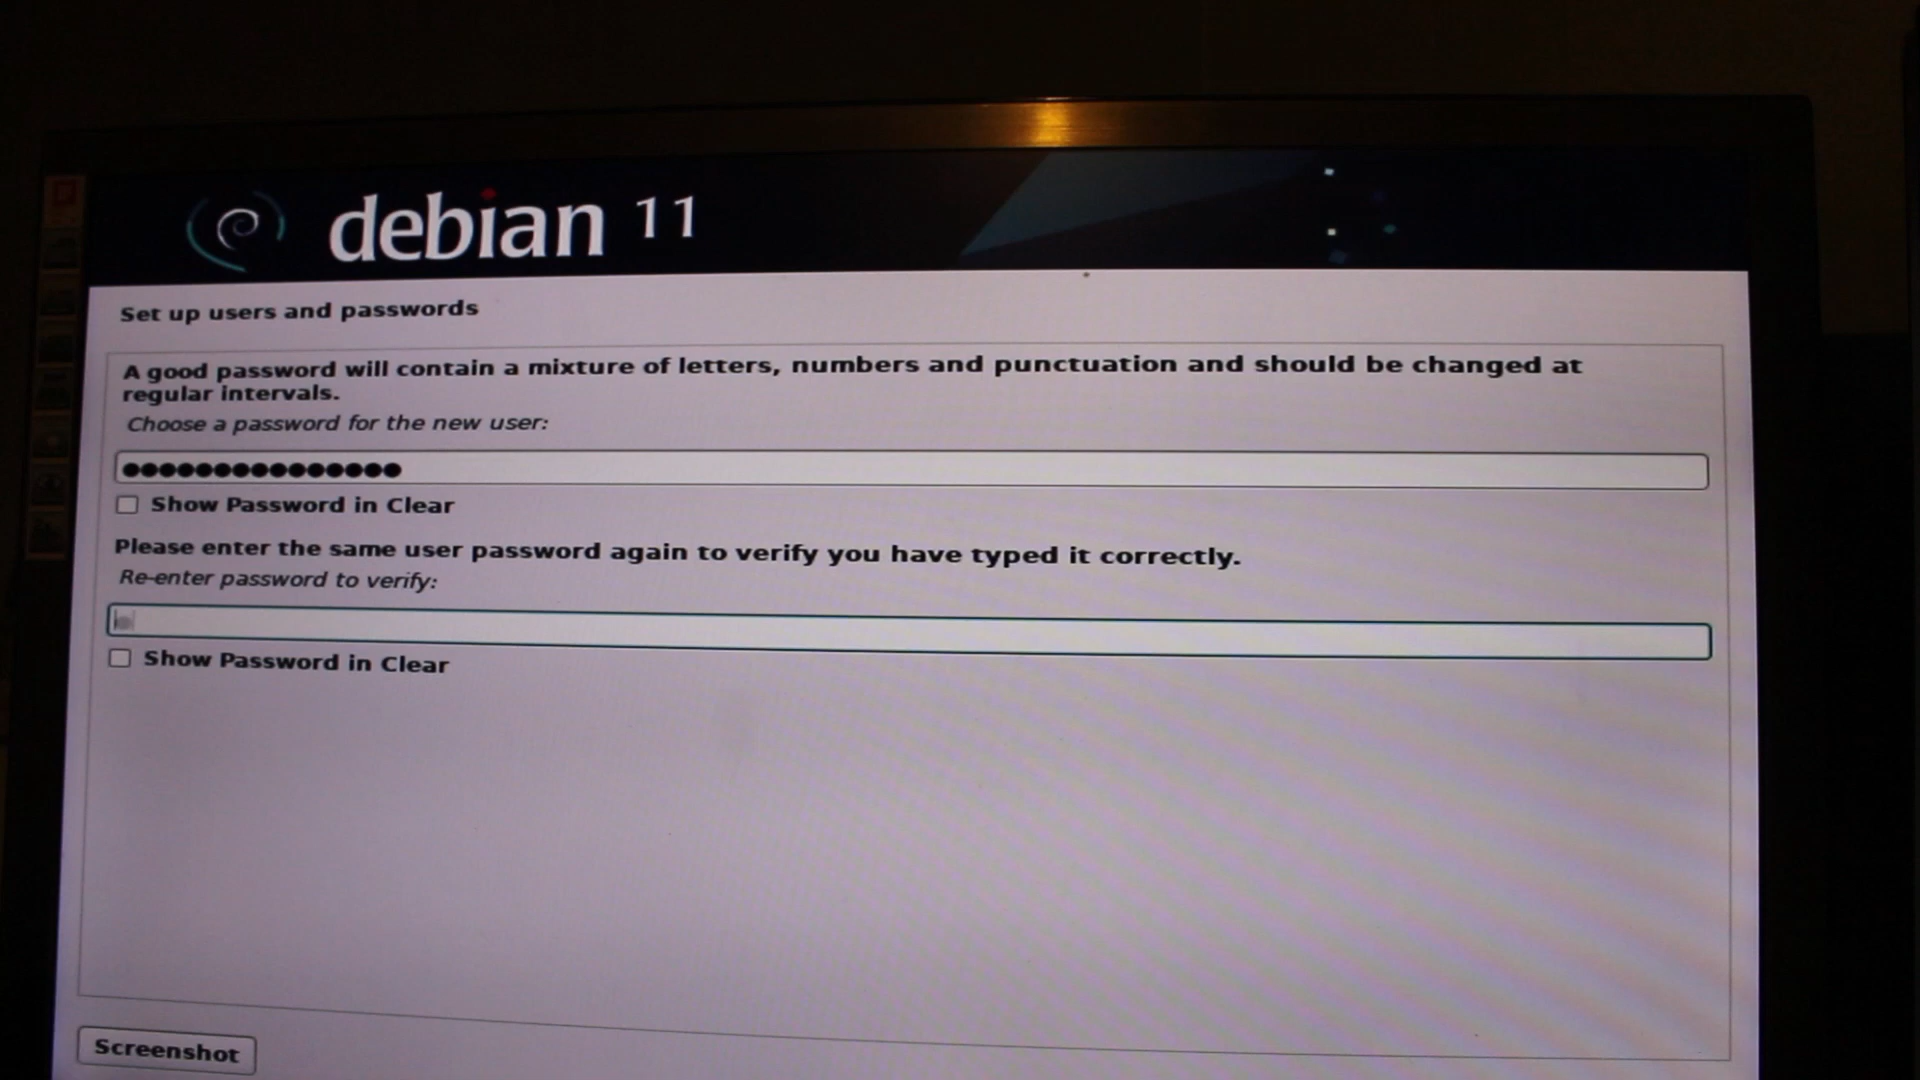 debian 11
Set up users and passwords
A good password will contain a mixture of letters, numbers and punctuation and should be changed at
regular intervals.
Choose a password for the new user:
Show Password in Clear
Please enter the same user password again to verify you have typed it correctly.
Re-enter password to verify:
Show Password in Clear
Screenshot